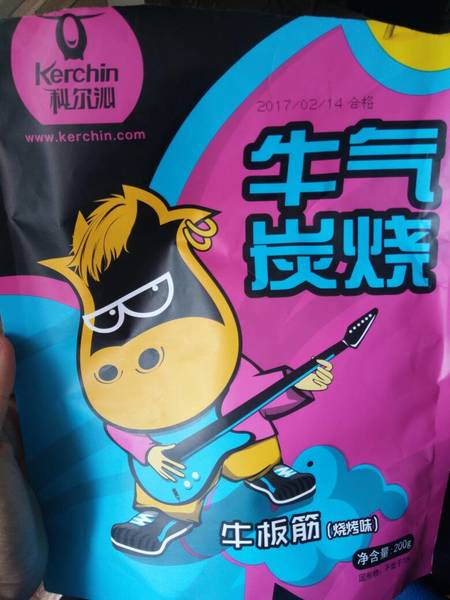 Kerchin
科尔沁
www.kerchin.com
2017/02/14 合格
牛气
炭烧
牛板筋(烧烤味)
净含量:200g